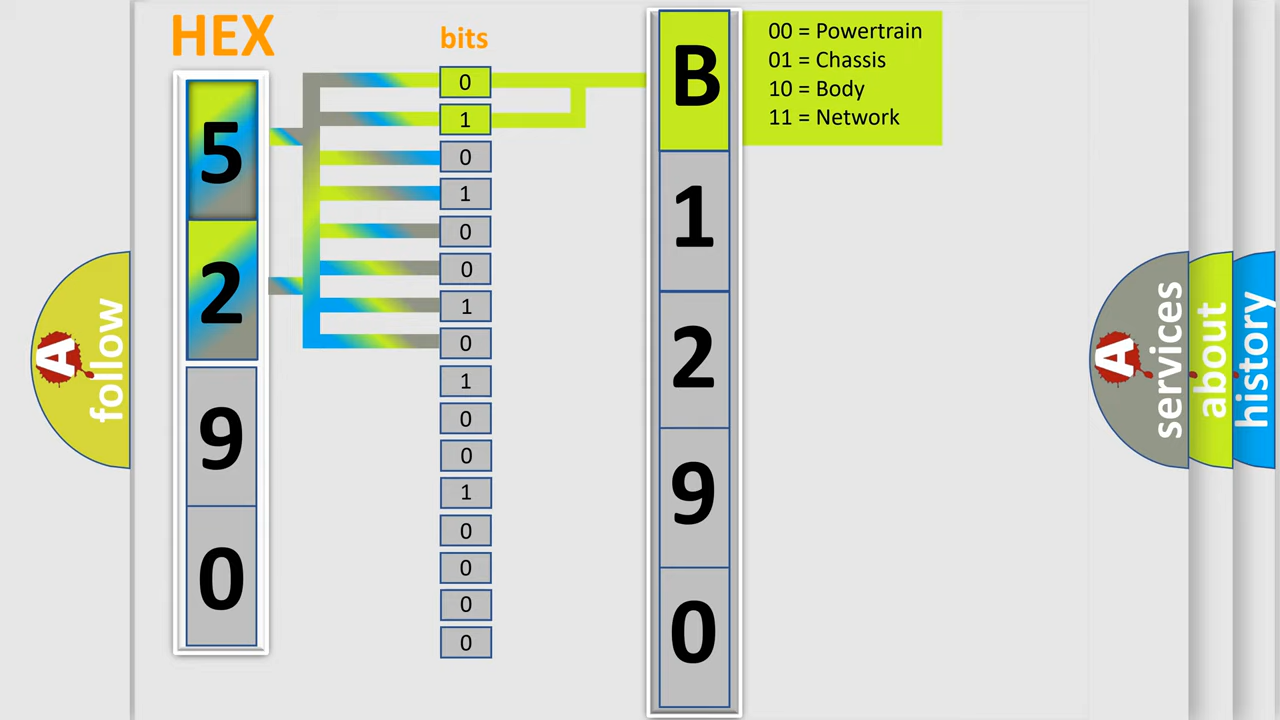 HEX
bits
5
2
9
0
0
1
0
1
0
0
1
0
1
0
0
1
0
0
0
0
B
1
2
9
0
00 = Powertrain
01 = Chassis
10 = Body
11 = Network
A
follow
A
services
about
history